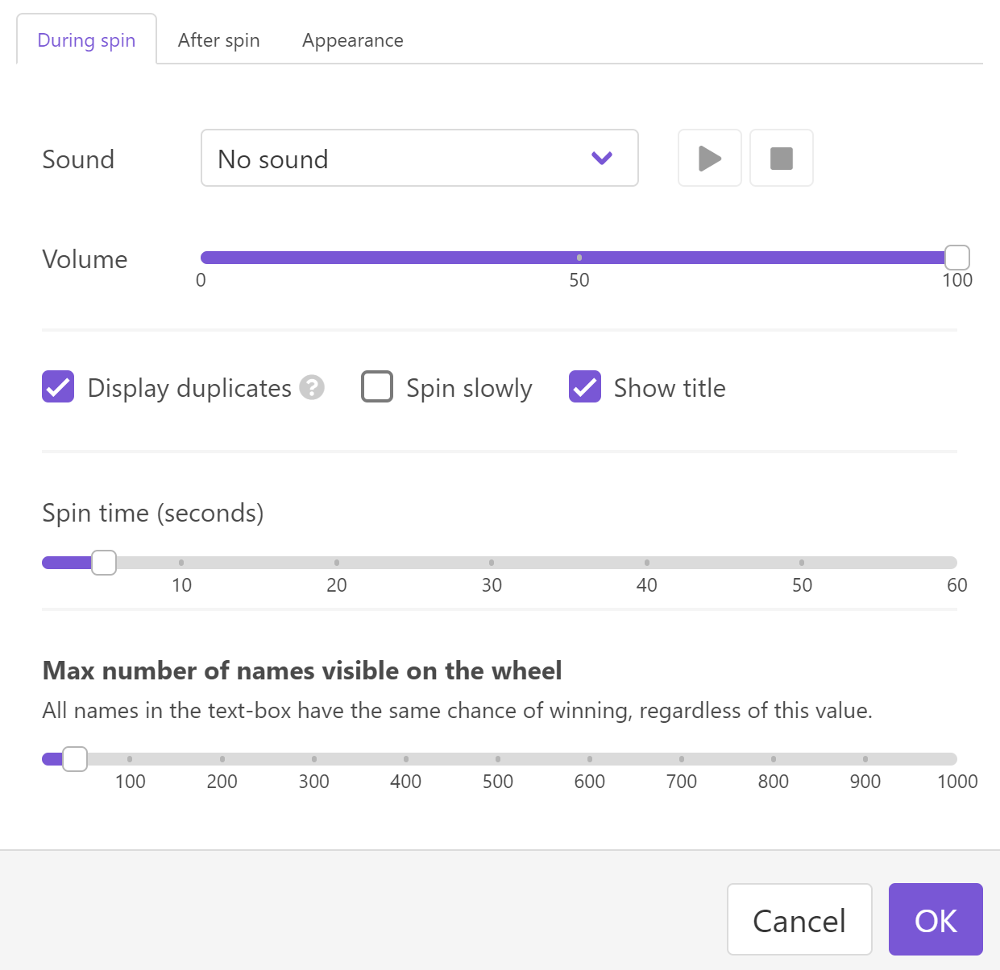 During spin After spin Appearance
Sound No sound
Volume
0 50 100
Display duplicates ? Spin slowly Show title
Spin time (seconds)
10 20 30 40 50 60
Max number of names visible on the wheel
All names in the text-box have the same chance of winning, regardless of this value.
100 200 300 400 500 600 700 800 900 1000
Cancel OK